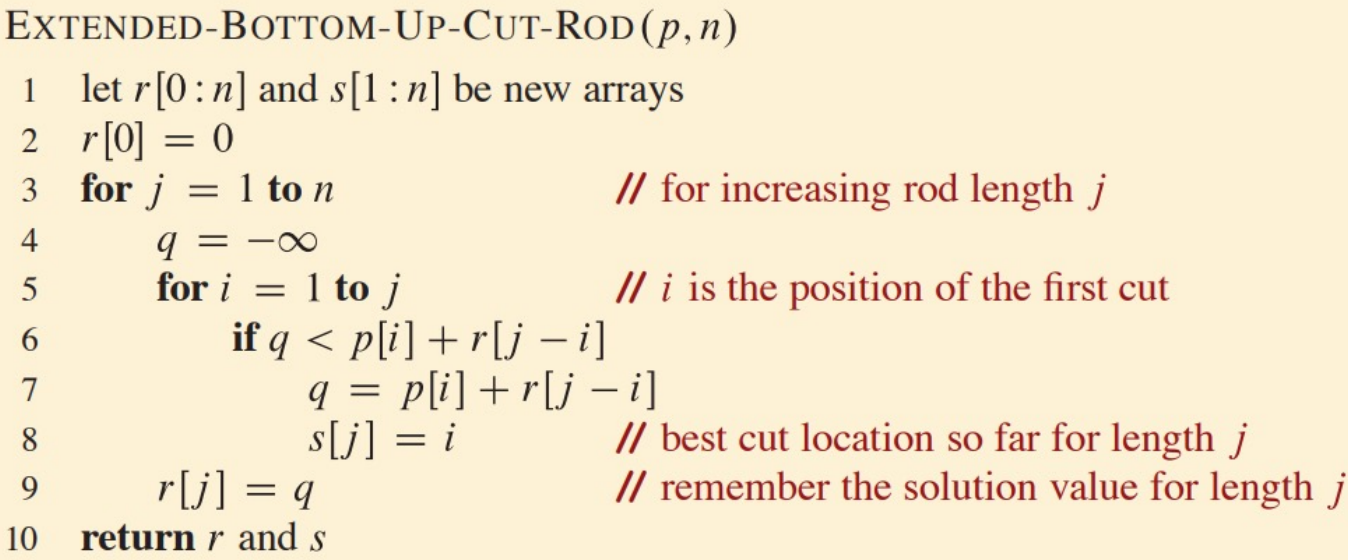 EXTENDED-BOTTOM-UP-CUT-ROD(p, n)
1 let r[0:n] and s[1:n] be new arrays
2 r[0] = 0
3 for j = 1 to n // for increasing rod length j
4 q = −∞
5 for i = 1 to j // i is the position of the first cut
6 if q < p[i] + r[j − i]
7 q = p[i] + r[j − i]
8 s[j] = i // best cut location so far for length j
9 r[j] = q // remember the solution value for length j
10 return r and s